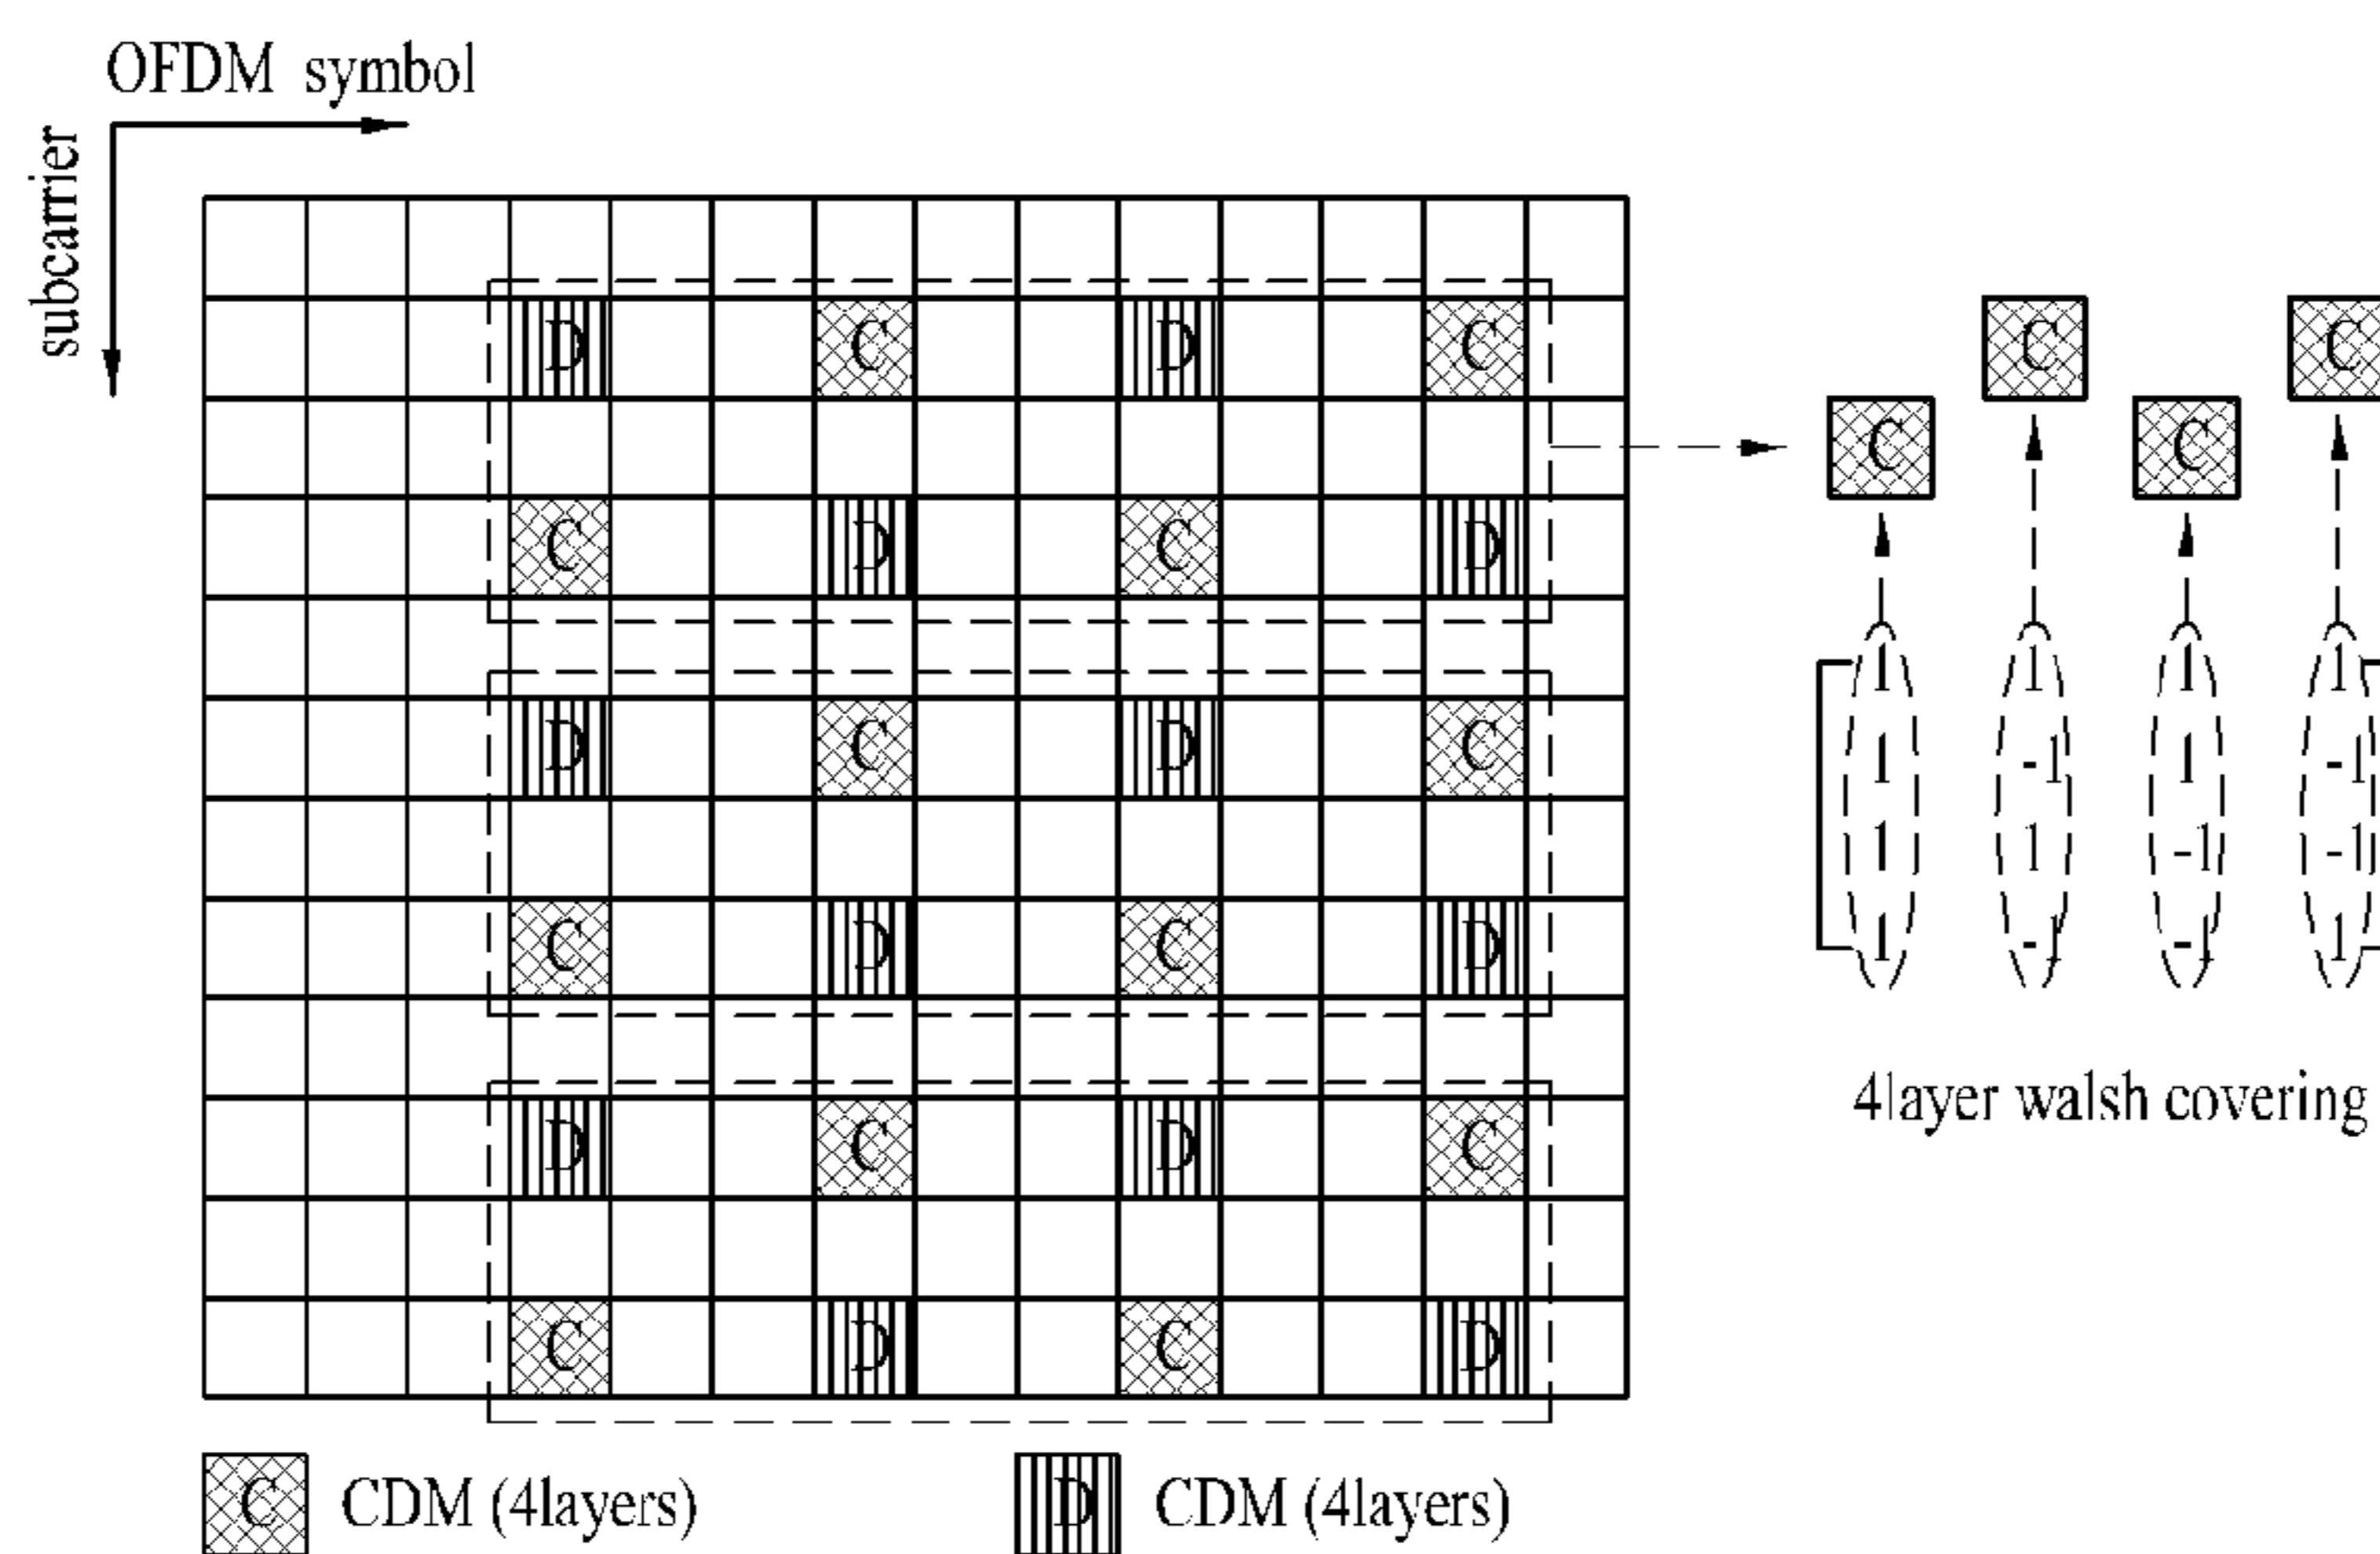 OFDM symbol
subcarrier
D C D C
C D C D
D C D C
C D C D
D C D C
C D C D
C C
C C
1 1 1 1
1 -1 1 -1
1 1 -1 -1
1 -1 -1 1
4layer walsh covering
C CDM (4layers) D CDM (4layers)